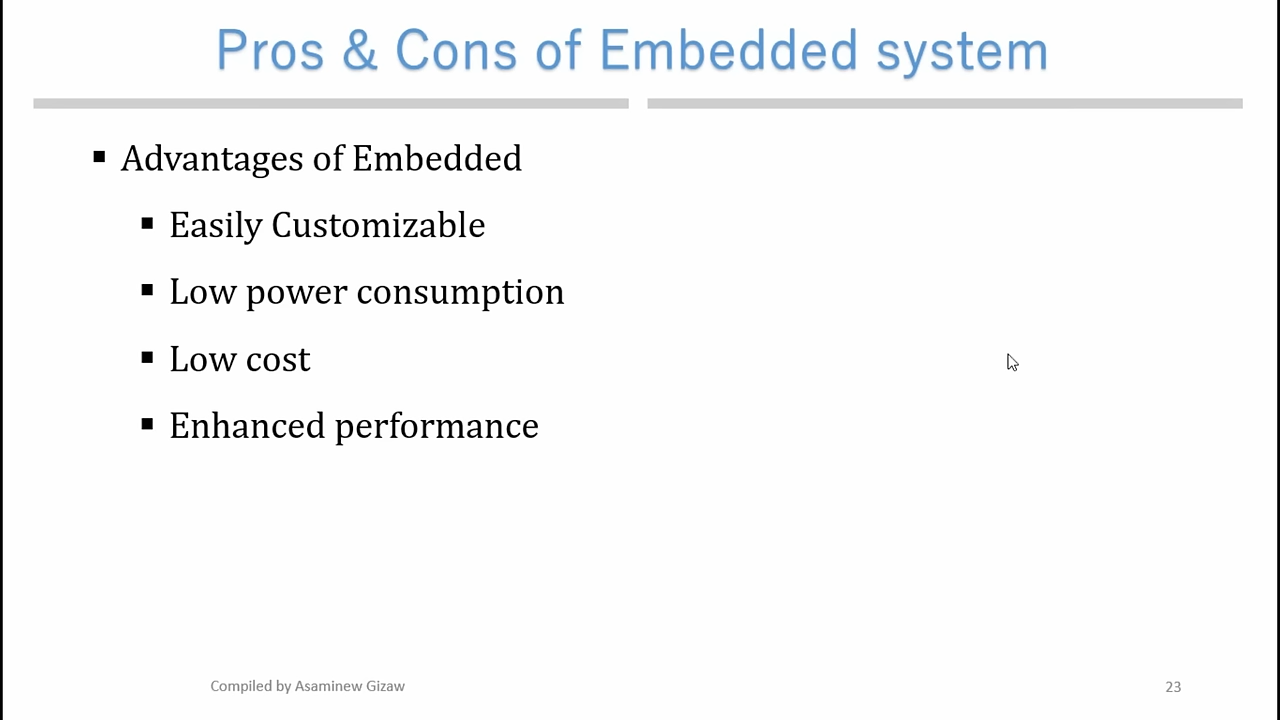 Pros & Cons of Embedded system
▪ Advantages of Embedded
▪ Easily Customizable
▪ Low power consumption
▪ Low cost
▪ Enhanced performance
Compiled by Asaminew Gizaw
23